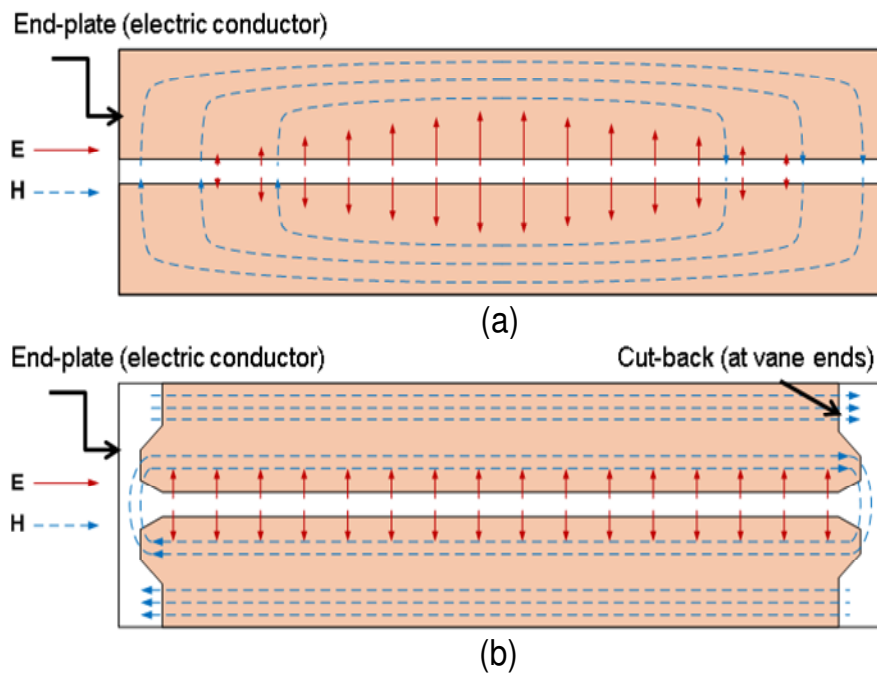 End-plate (electric conductor)
E
H
(a)
End-plate (electric conductor)
Cut-back (at vane ends)
E
H
(b)